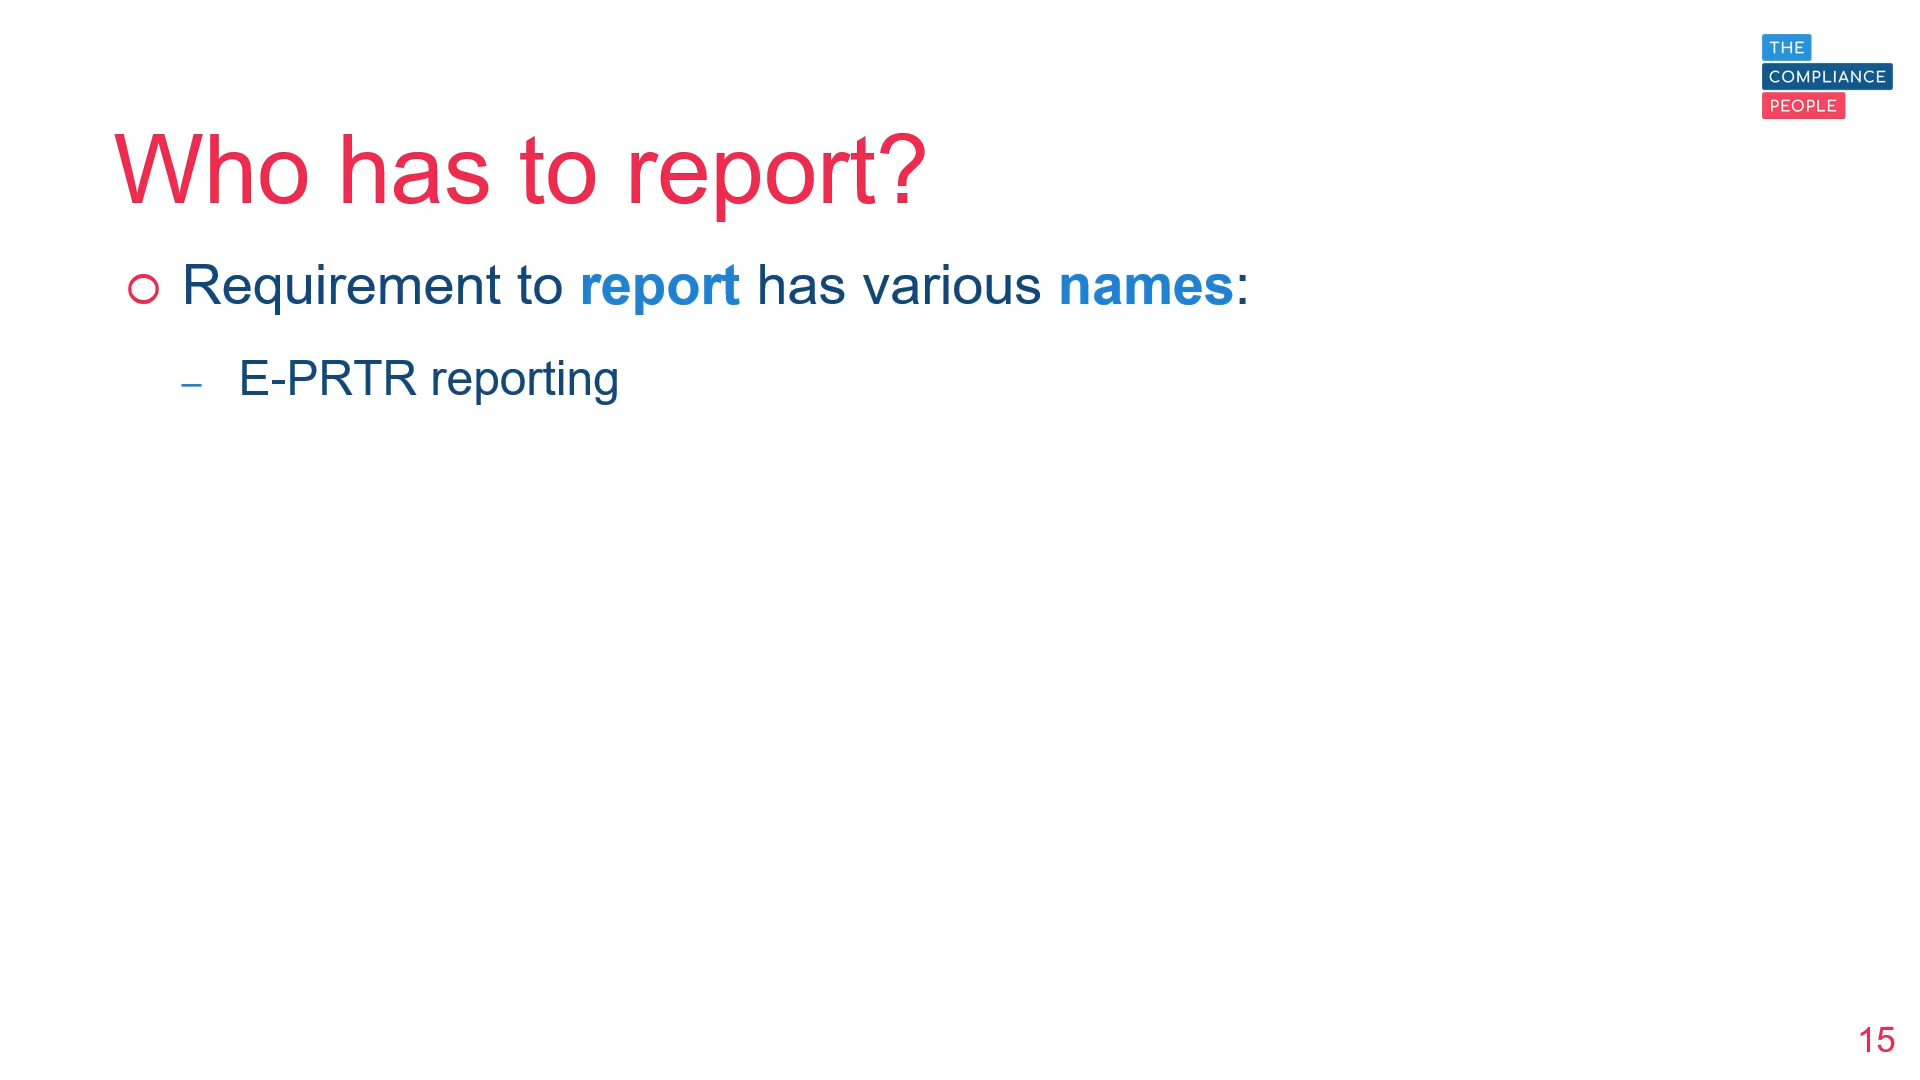 THE
COMPLIANCE
PEOPLE
Who has to report?
Requirement to report has various names:
– E-PRTR reporting
15